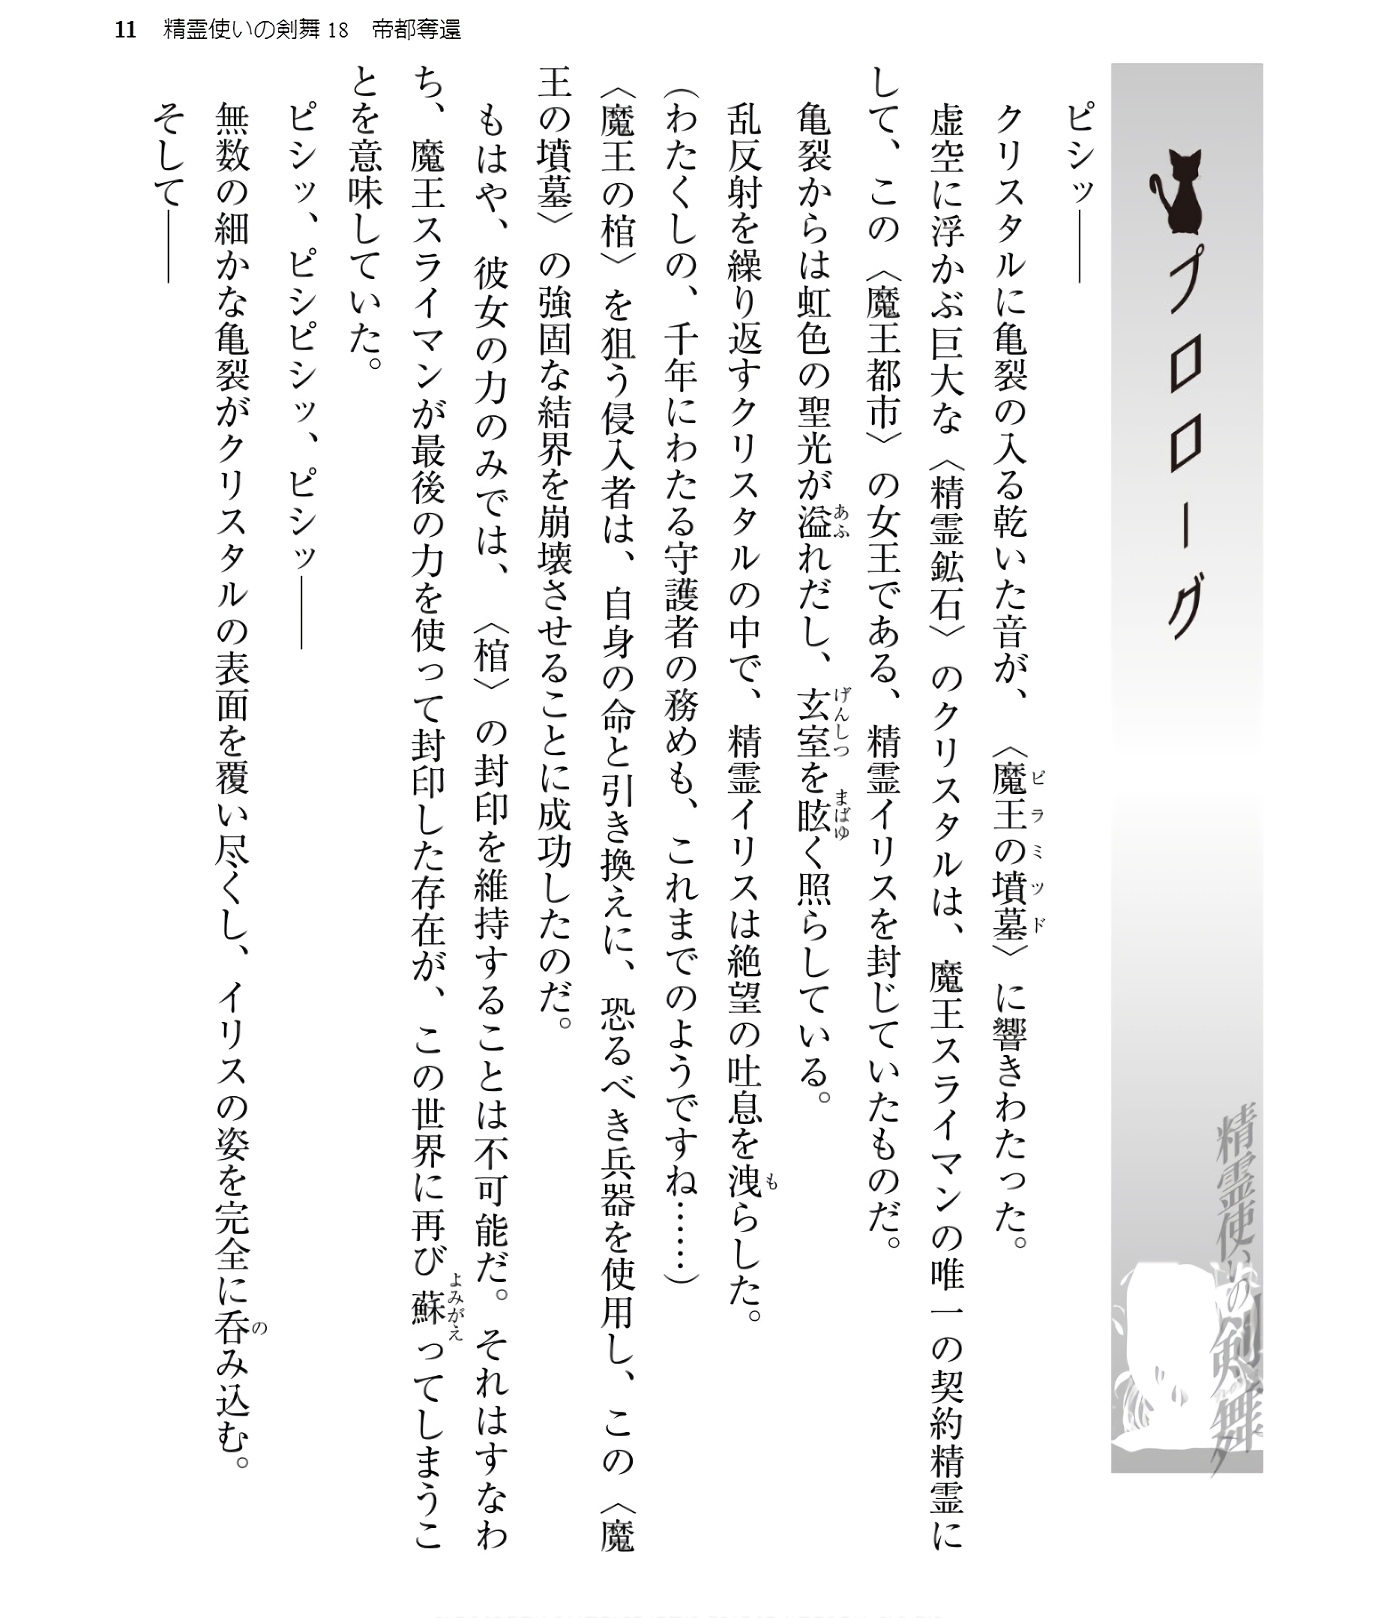 11 精霊使いの剣舞 18 帝都奪還
プロローグ
精霊使いの剣舞
ピシッ――
クリスタルに亀裂の入る乾いた音が、〈魔王の墳墓〉に響きわたった。
ピラミッド
虚空に浮かぶ巨大な〈精霊鉱石〉のクリスタルは、魔王スライマンの唯一の契約精霊に
して、この〈魔王都市〉の女王である、精霊イリスを封じていたものだ。
亀裂からは虹色の聖光が溢れだし、玄室を眩く照らしている。
あふ げんしつ まばゆ
乱反射を繰り返すクリスタルの中で、精霊イリスは絶望の吐息を洩らした。
も
(わたくしの、千年にわたる守護者の務めも、これまでのようですね……)
〈魔王の棺〉を狙う侵入者は、自身の命と引き換えに、恐るべき兵器を使用し、この〈魔
王の墳墓〉の強固な結界を崩壊させることに成功したのだ。
もはや、彼女の力のみでは、〈棺〉の封印を維持することは不可能だ。それはすなわ
ち、魔王スライマンが最後の力を使って封印した存在が、この世界に再び蘇ってしまうこ
よみがえ
とを意味していた。
ピシッ、ピシピシッ、ピシッ――
無数の細かな亀裂がクリスタルの表面を覆い尽くし、イリスの姿を完全に呑み込む。
の
そして――